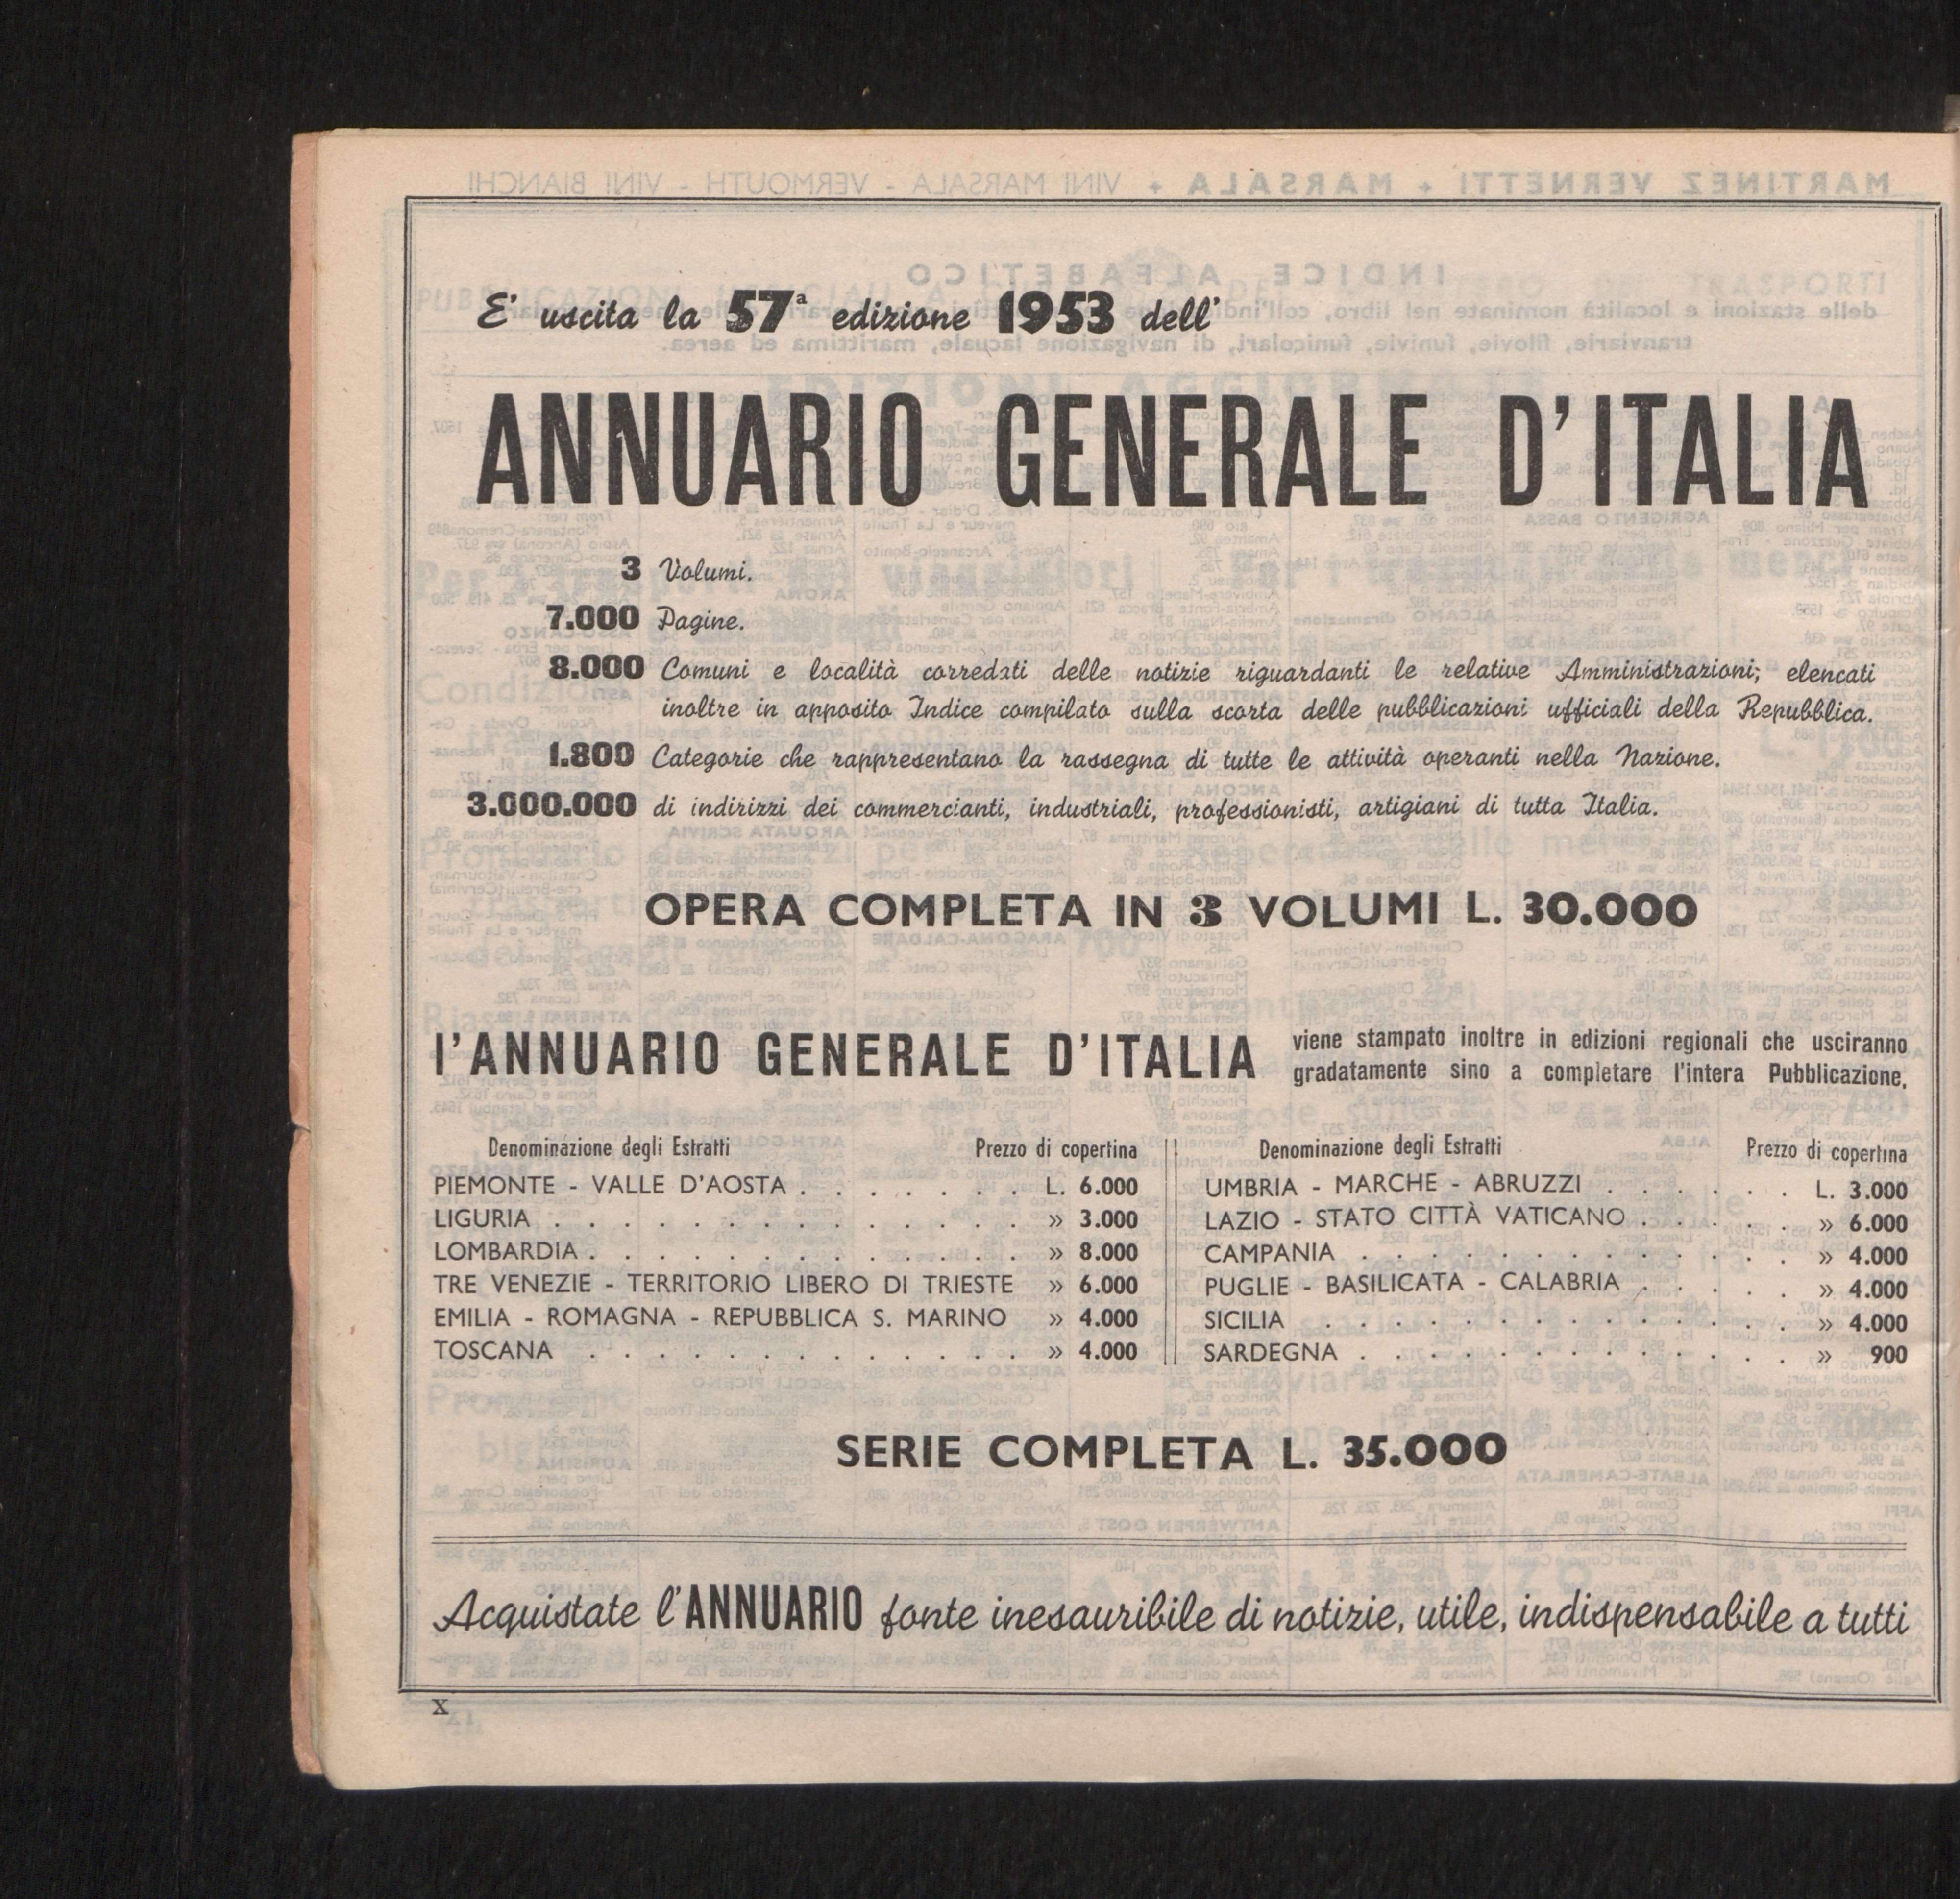 E' uscita la 57ª edizione 1953 dell'
ANNUARIO GENERALE D'ITALIA
3 Volumi.
7.000 Pagine.
8.000 Comuni e località corredati delle notizie riguardanti le relative Amministrazioni; elencati
inoltre in apposito Indice compilato sulla scorta delle pubblicazioni ufficiali della Repubblica.
1.800 Categorie che rappresentano la rassegna di tutte le attività operanti nella Nazione.
3.000.000 di indirizzi dei commercianti, industriali, professionisti, artigiani di tutta Italia.
OPERA COMPLETA IN 3 VOLUMI L. 30.000
l'ANNUARIO GENERALE D'ITALIA
viene stampato inoltre in edizioni regionali che usciranno
gradatamente sino a completare l'intera Pubblicazione.
Denominazione degli Estratti Prezzo di copertina
PIEMONTE - VALLE D'AOSTA . . . . . . . L. 6.000
LIGURIA . . . . . . . . . . . . . . » 3.000
LOMBARDIA . . . . . . . . . . . . . » 8.000
TRE VENEZIE - TERRITORIO LIBERO DI TRIESTE » 6.000
EMILIA - ROMAGNA - REPUBBLICA S. MARINO » 4.000
TOSCANA . . . . . . . . . . . . . » 4.000
Denominazione degli Estratti Prezzo di copertina
UMBRIA - MARCHE - ABRUZZI . . . . . . L. 3.000
LAZIO - STATO CITTÀ VATICANO . . . . . » 6.000
CAMPANIA . . . . . . . . . . . . . » 4.000
PUGLIE - BASILICATA - CALABRIA . . . . . » 4.000
SICILIA . . . . . . . . . . . . . . » 4.000
SARDEGNA . . . . . . . . . . . . . » 900
SERIE COMPLETA L. 35.000
Acquistate l'ANNUARIO fonte inesauribile di notizie, utile, indispensabile a tutti
X